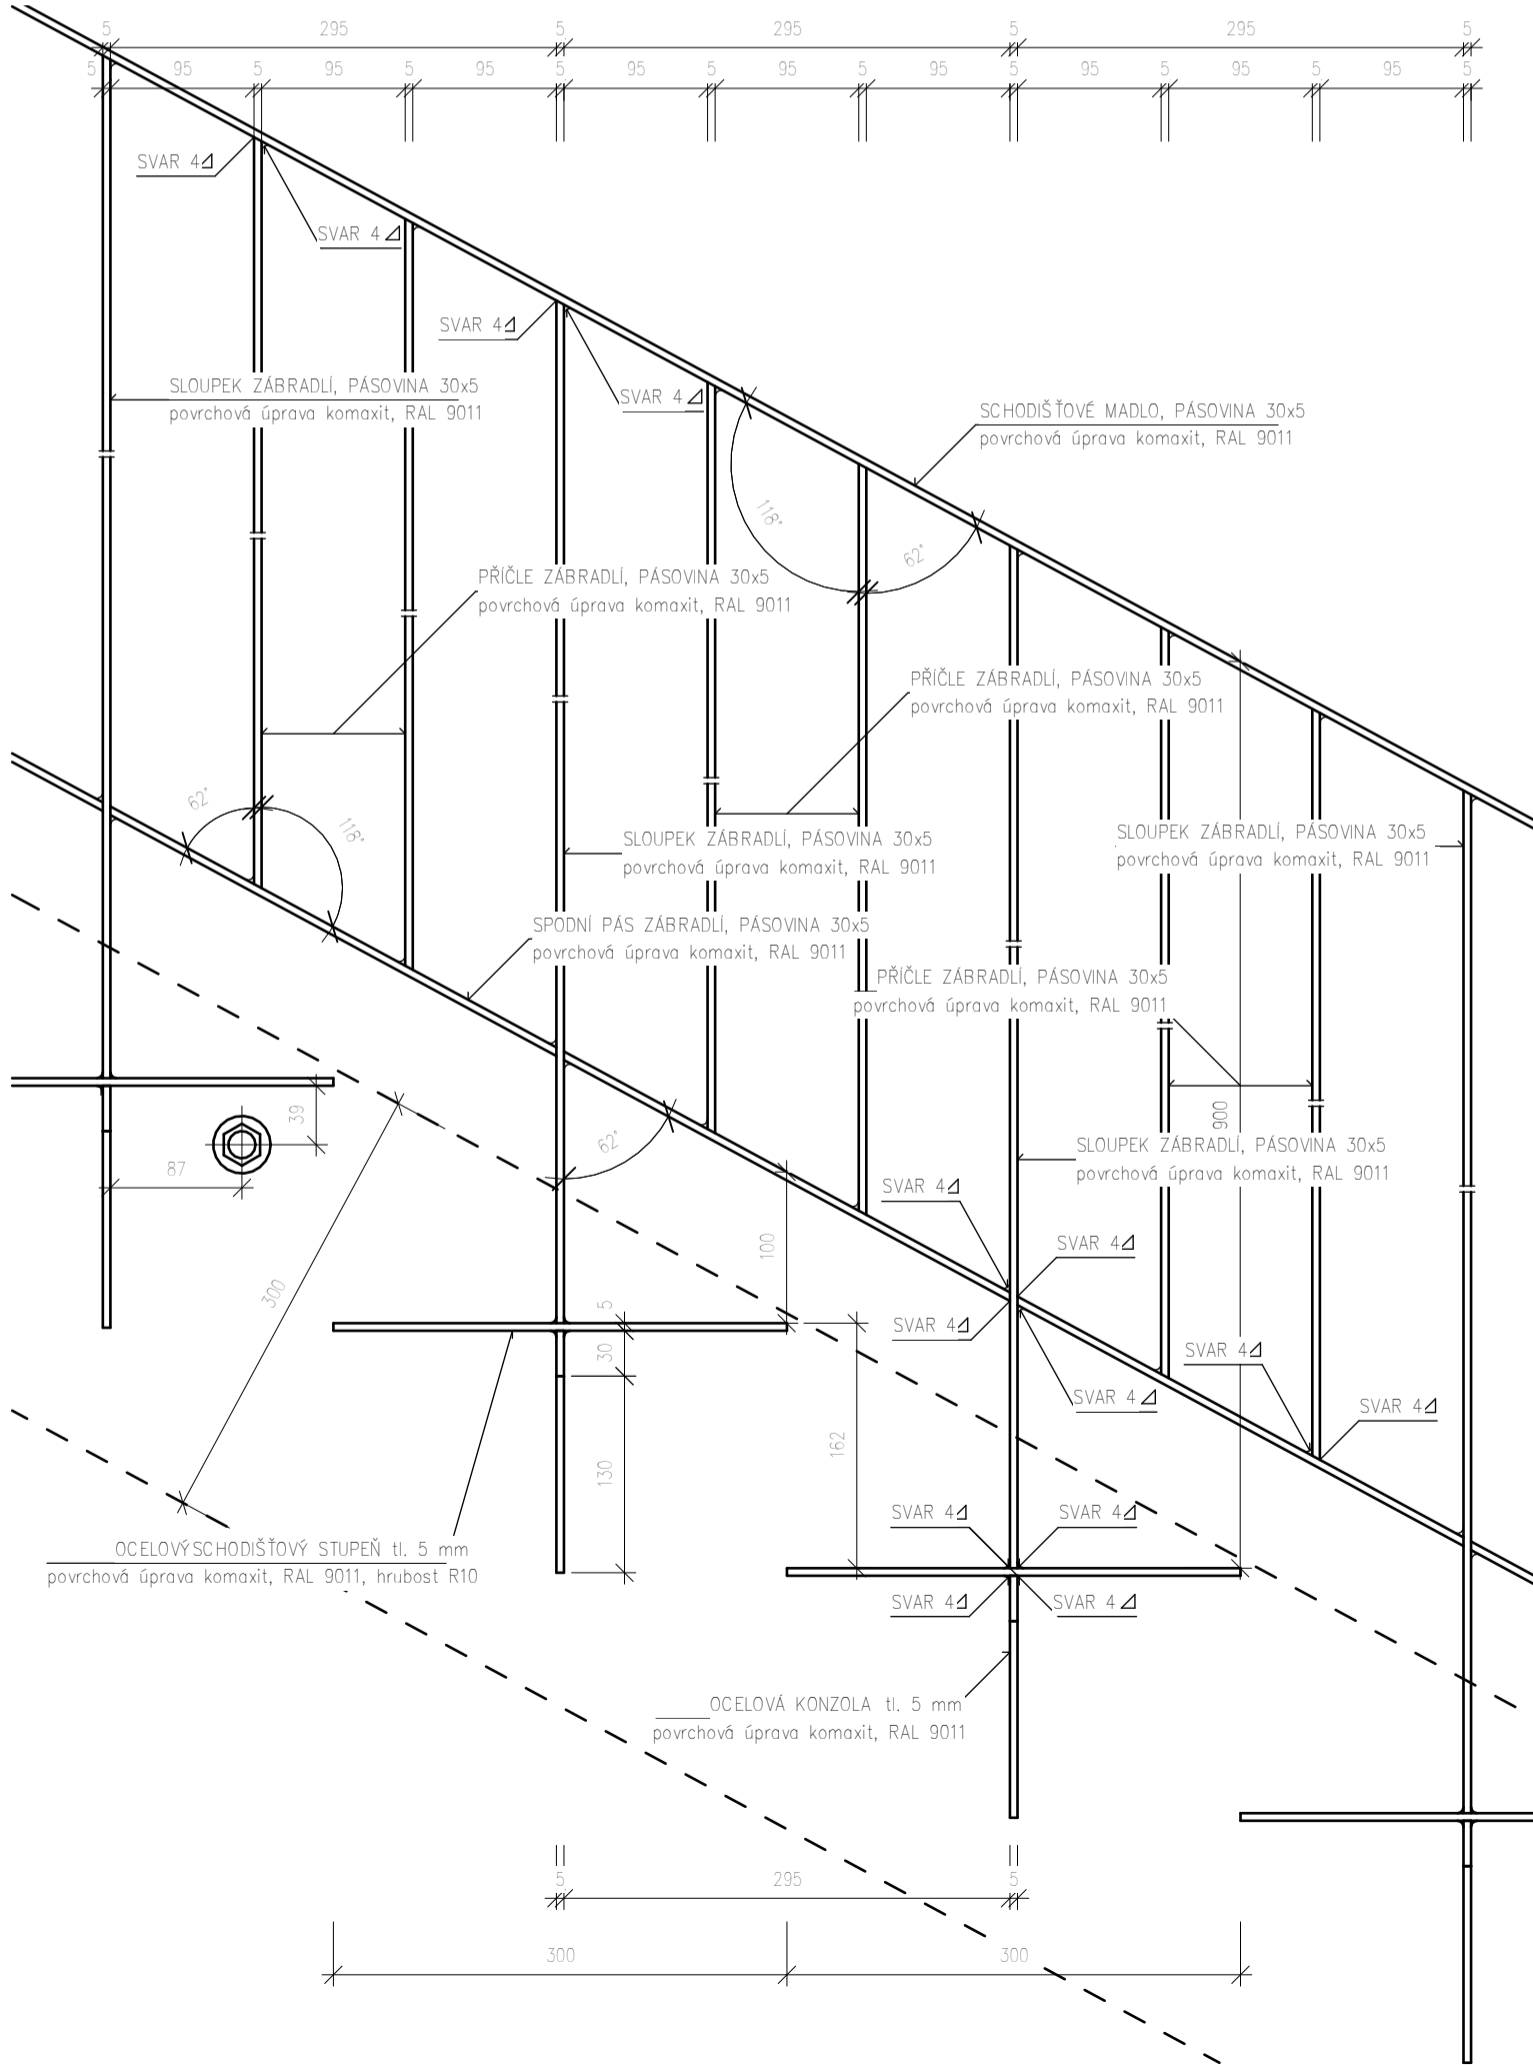 5 295 5 295 5 295 5
5 95 5 95 5 95 5 95 5 95 5 95 5 95 5 95 5 95 5
SVAR 4
SVAR 4
SVAR 4
SLOUPEK ZÁBRADLÍ, PÁSOVINA 30x5
povrchová úprava komaxit, RAL 9011
SVAR 4
SCHODIŠŤOVÉ MADLO, PÁSOVINA 30x5
povrchová úprava komaxit, RAL 9011
118°
62°
PŘÍČLE ZÁBRADLÍ, PÁSOVINA 30x5
povrchová úprava komaxit, RAL 9011
PŘÍČLE ZÁBRADLÍ, PÁSOVINA 30x5
povrchová úprava komaxit, RAL 9011
62°
118°
SLOUPEK ZÁBRADLÍ, PÁSOVINA 30x5
povrchová úprava komaxit, RAL 9011
SLOUPEK ZÁBRADLÍ, PÁSOVINA 30x5
povrchová úprava komaxit, RAL 9011
SPODNÍ PÁS ZÁBRADLÍ, PÁSOVINA 30x5
povrchová úprava komaxit, RAL 9011
PŘÍČLE ZÁBRADLÍ, PÁSOVINA 30x5
povrchová úprava komaxit, RAL 9011
39
900
62°
SLOUPEK ZÁBRADLÍ, PÁSOVINA 30x5
povrchová úprava komaxit, RAL 9011
87
SVAR 4
100
SVAR 4
300
5
SVAR 4
30
SVAR 4
SVAR 4
SVAR 4
162
130
SVAR 4
SVAR 4
OCELOVÝ SCHODIŠŤOVÝ STUPEŇ tl. 5 mm
povrchová úprava komaxit, RAL 9011, hrubost R10
SVAR 4
SVAR 4
OCELOVÁ KONZOLA tl. 5 mm
povrchová úprava komaxit, RAL 9011
5 295 5
300 300